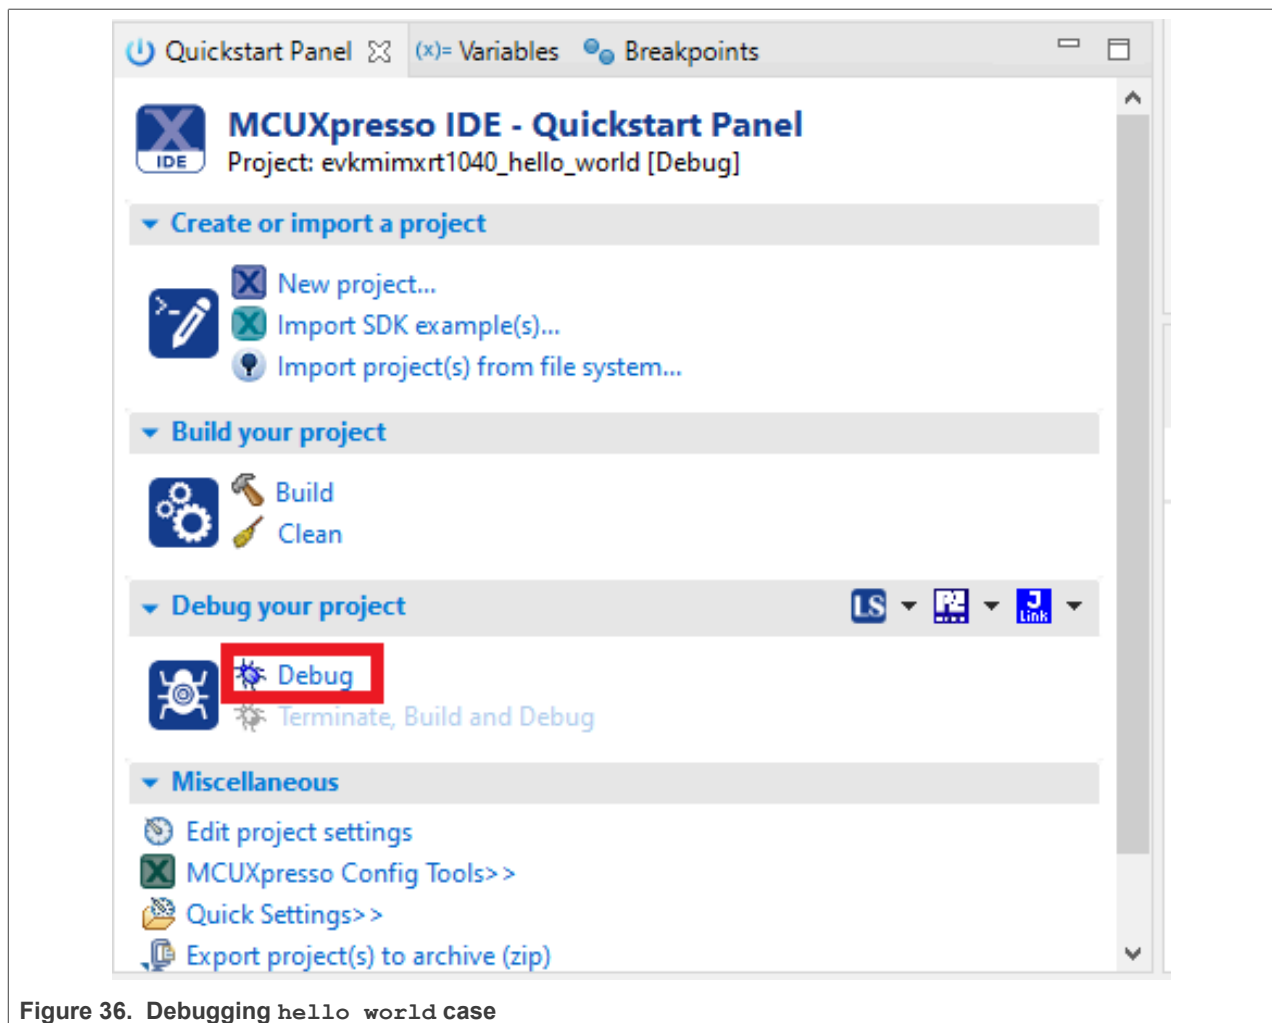 Quickstart Panel (x)= Variables Breakpoints
MCUXpresso IDE - Quickstart Panel
IDE
Project: evkmimxrt1040_hello_world [Debug]
Create or import a project
New project...
Import SDK example(s)...
Import project(s) from file system...
Build your project
Build
Clean
Debug your project LS PE J Link
Debug
Terminate, Build and Debug
Miscellaneous
Edit project settings
MCUXpresso Config Tools>>
Quick Settings>>
Export project(s) to archive (zip)
Figure 36. Debugging hello world case